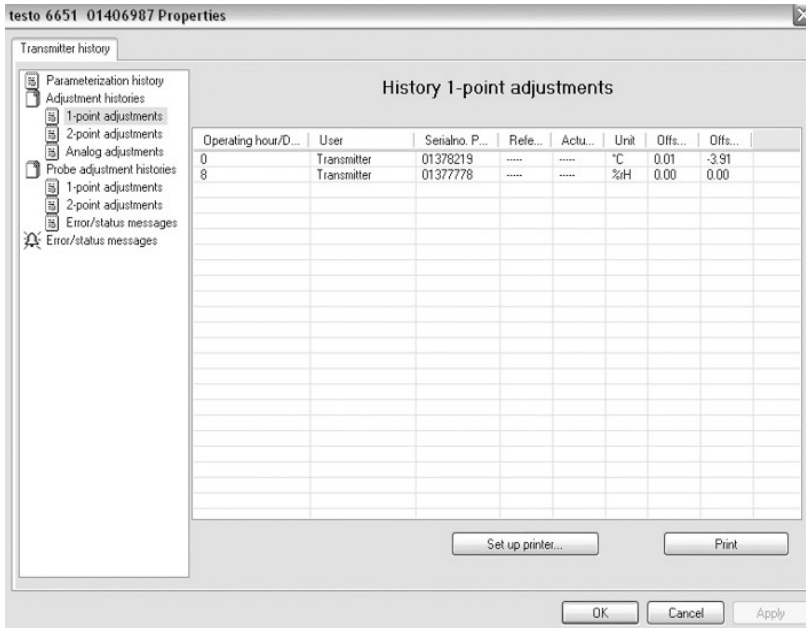 testo 6651 01406987 Properties
Transmitter history
Parameterization history
Adjustment histories
1-point adjustments
2-point adjustments
Analog adjustments
Probe adjustment histories
1-point adjustments
2-point adjustments
Error/status messages
Error/status messages
History 1-point adjustments
Operating hour/D... User Serialno. P... Refe... Actu... Unit Offs... Offs...
0 Transmitter 01378219 ----- ----- °C 0.01 -3.91
8 Transmitter 01377778 ----- ----- %rH 0.00 0.00
Set up printer... Print
OK Cancel Apply